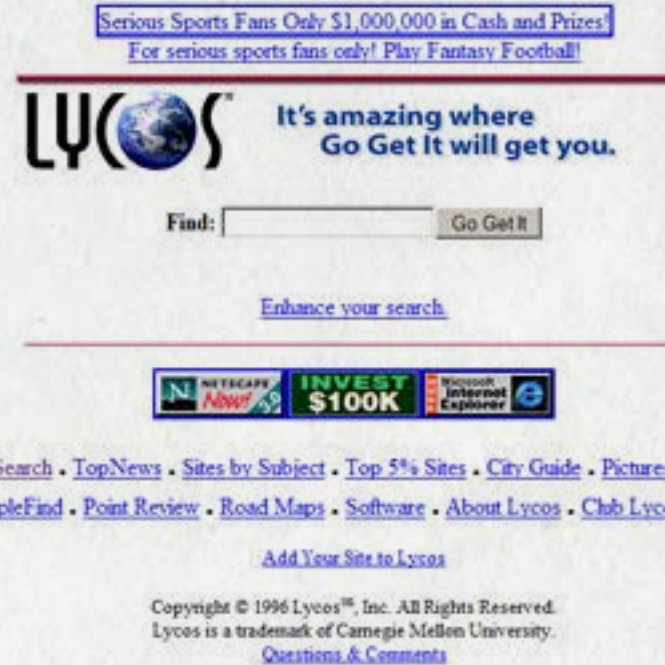 Serious Sports Fans Only $1,000,000 in Cash and Prizes!
For serious sports fans only! Play Fantasy Football!
LYCOS™
It's amazing where
Go Get It will get you.
Find: Go Get It
Enhance your search.
N NETSCAPE Now! INVEST $100K FREE Microsoft Internet Explorer
Search • TopNews • Sites by Subject • Top 5% Sites • City Guide • Pictures
pleFind • Point Review • Road Maps • Software • About Lycos • Club Lyco
Add Your Site to Lycos
Copyright © 1996 Lycos℠, Inc. All Rights Reserved.
Lycos is a trademark of Carnegie Mellon University.
Questions & Comments